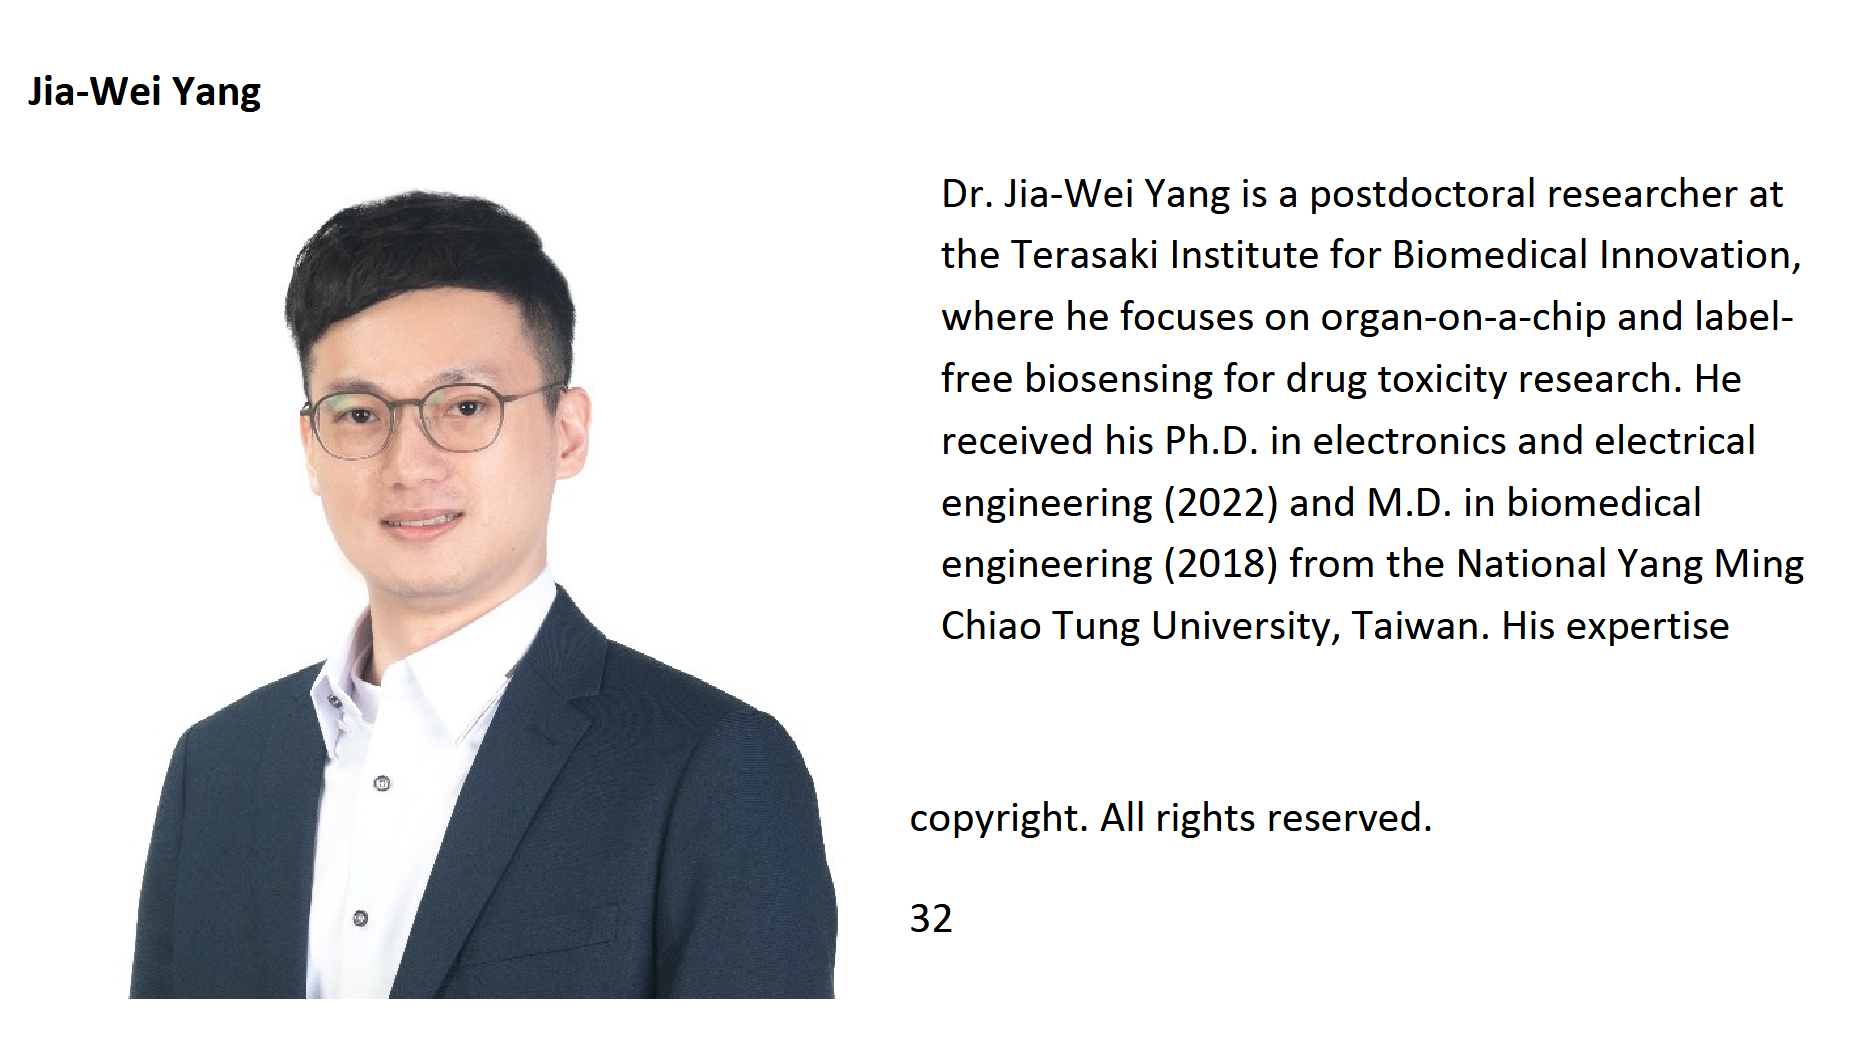 Jia-Wei Yang
Dr. Jia-Wei Yang is a postdoctoral researcher at
the Terasaki Institute for Biomedical Innovation,
where he focuses on organ-on-a-chip and label-
free biosensing for drug toxicity research. He
received his Ph.D. in electronics and electrical
engineering (2022) and M.D. in biomedical
engineering (2018) from the National Yang Ming
Chiao Tung University, Taiwan. His expertise
copyright. All rights reserved.
32